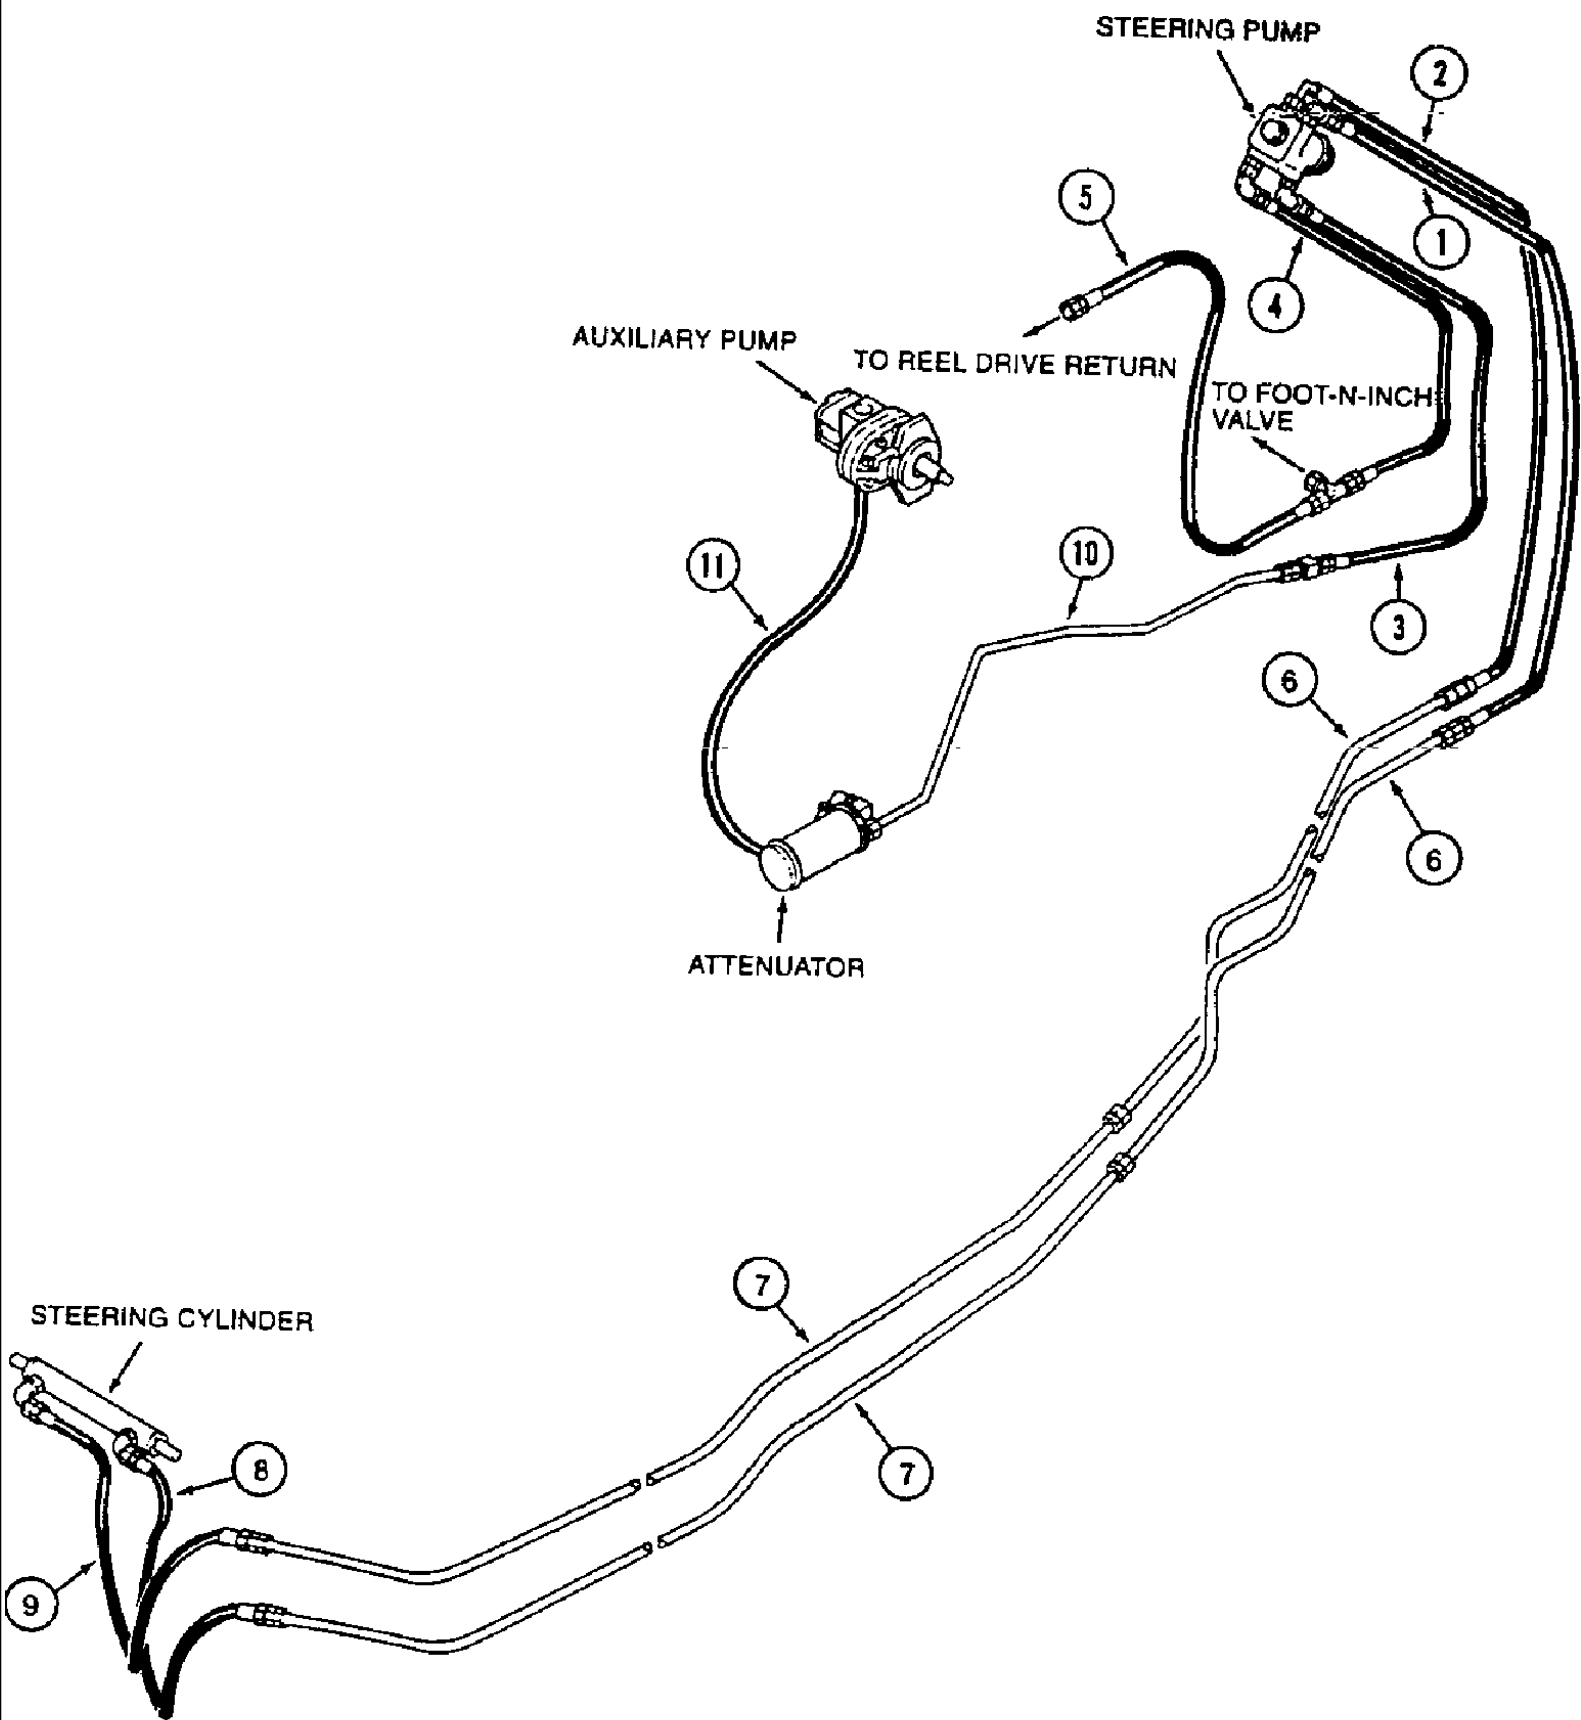 STEERING PUMP
2
5
1
4
AUXILIARY PUMP
TO REEL DRIVE RETURN
TO FOOT-N-INCH
VALVE
11
10
3
6
6
ATTENUATOR
7
STEERING CYLINDER
7
8
9